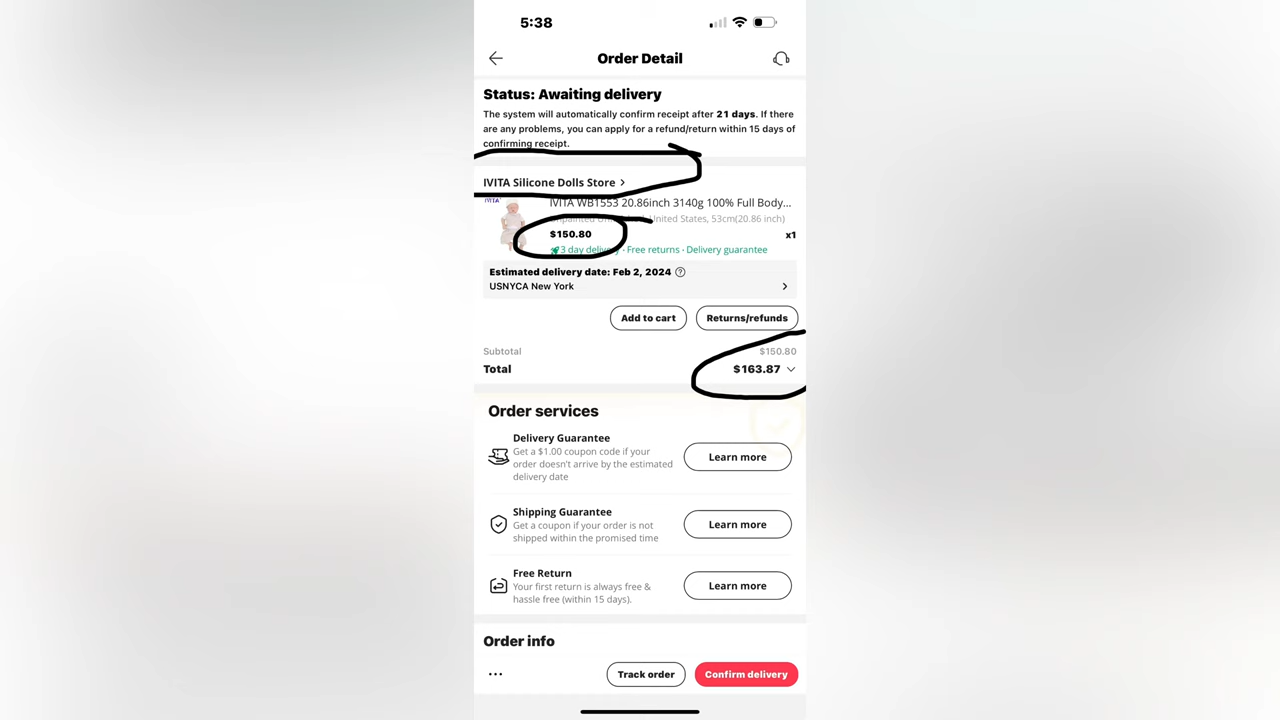 5:38
Order Detail
Status: Awaiting delivery
The system will automatically confirm receipt after 21 days. If there
are any problems, you can apply for a refund/return within 15 days of
confirming receipt.
IVITA Silicone Dolls Store >
IVITA
IVITA WB1553 20.86inch 3140g 100% Full Body...
United States, 53cm(20.86 inch)
$150.80
x1
3 day delivery · Free returns · Delivery guarantee
Estimated delivery date: Feb 2, 2024 ?
USNYCA New York
Add to cart
Returns/refunds
Subtotal $150.80
Total $163.87
Order services
Delivery Guarantee
Get a $1.00 coupon code if your
order doesn't arrive by the estimated
delivery date
Learn more
Shipping Guarantee
Get a coupon if your order is not
shipped within the promised time
Learn more
Free Return
Your first return is always free &
hassle free (within 15 days).
Learn more
Order info
... Track order Confirm delivery